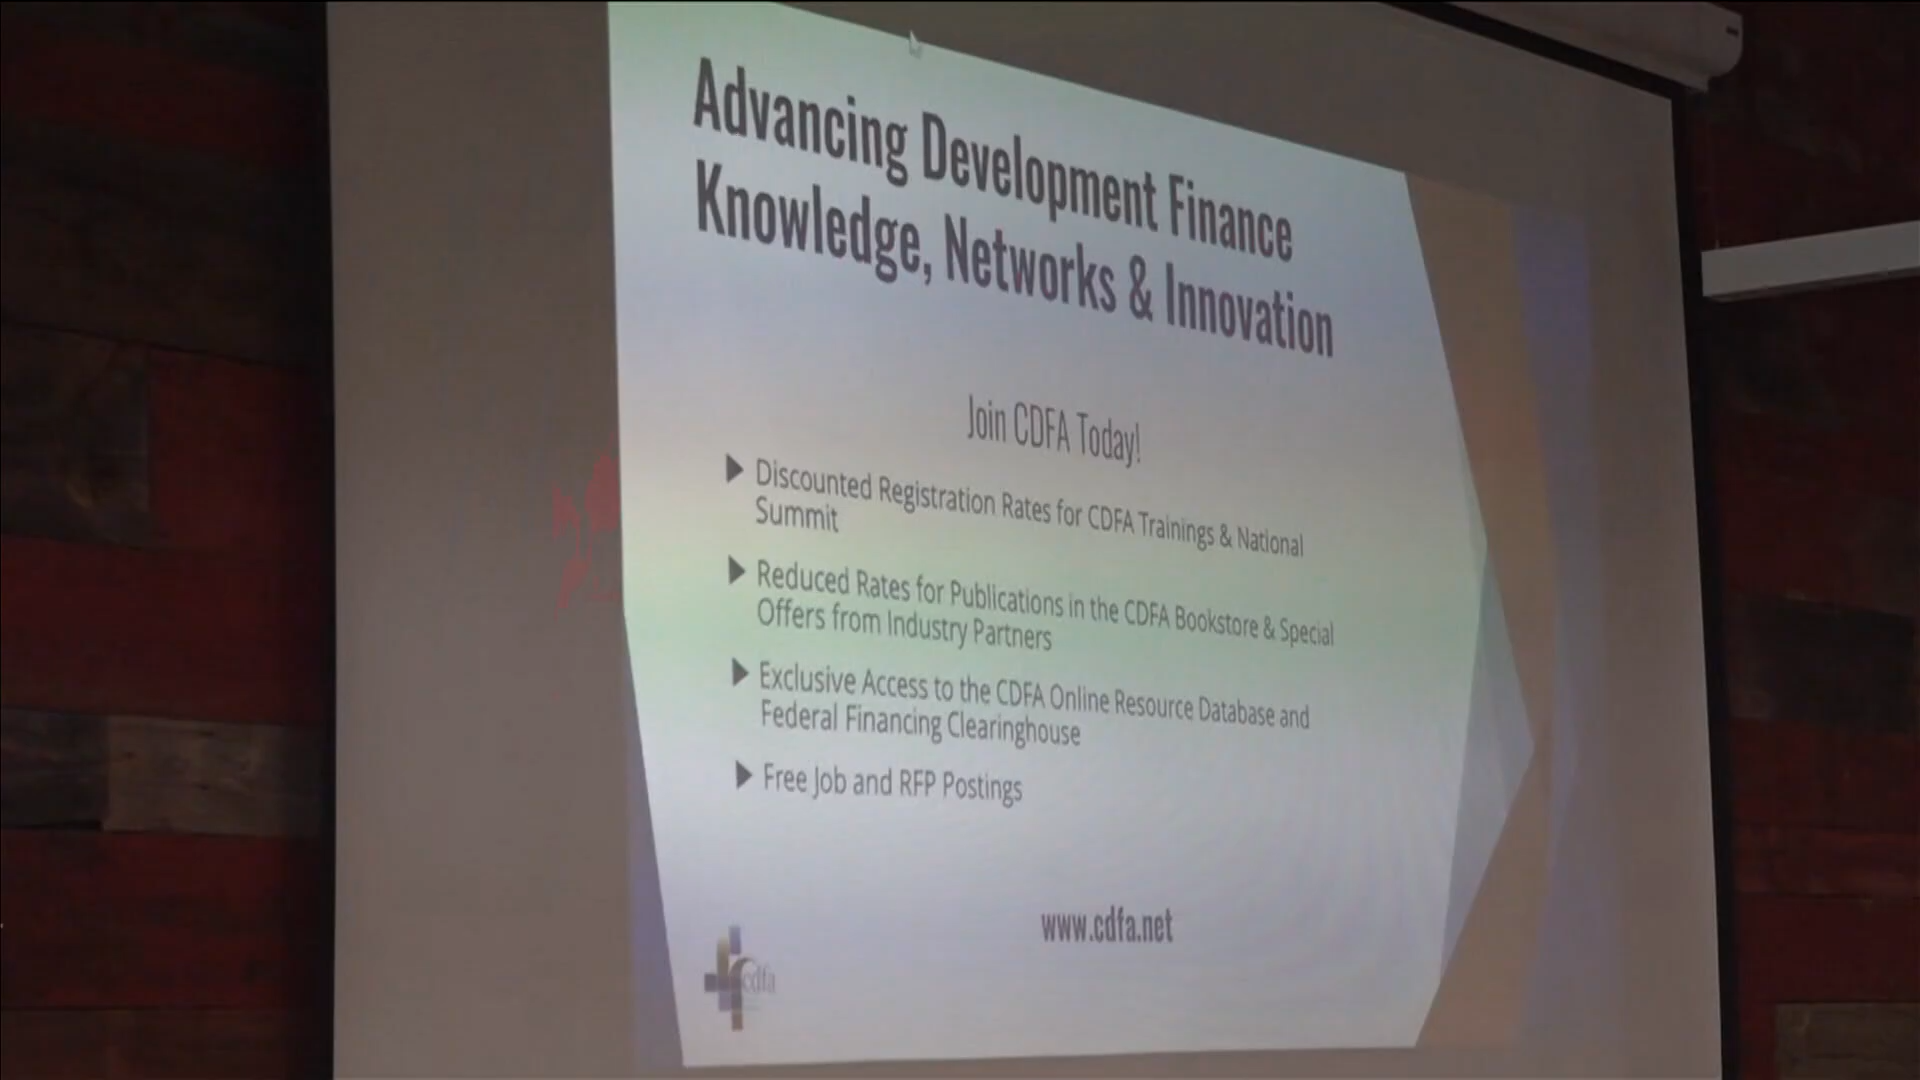 Advancing Development Finance
Knowledge, Networks & Innovation
Join CDFA Today!
Discounted Registration Rates for CDFA Trainings & National
Summit
Reduced Rates for Publications in the CDFA Bookstore & Special
Offers from Industry Partners
Exclusive Access to the CDFA Online Resource Database and
Federal Financing Clearinghouse
Free Job and RFP Postings
www.cdfa.net
cdfa